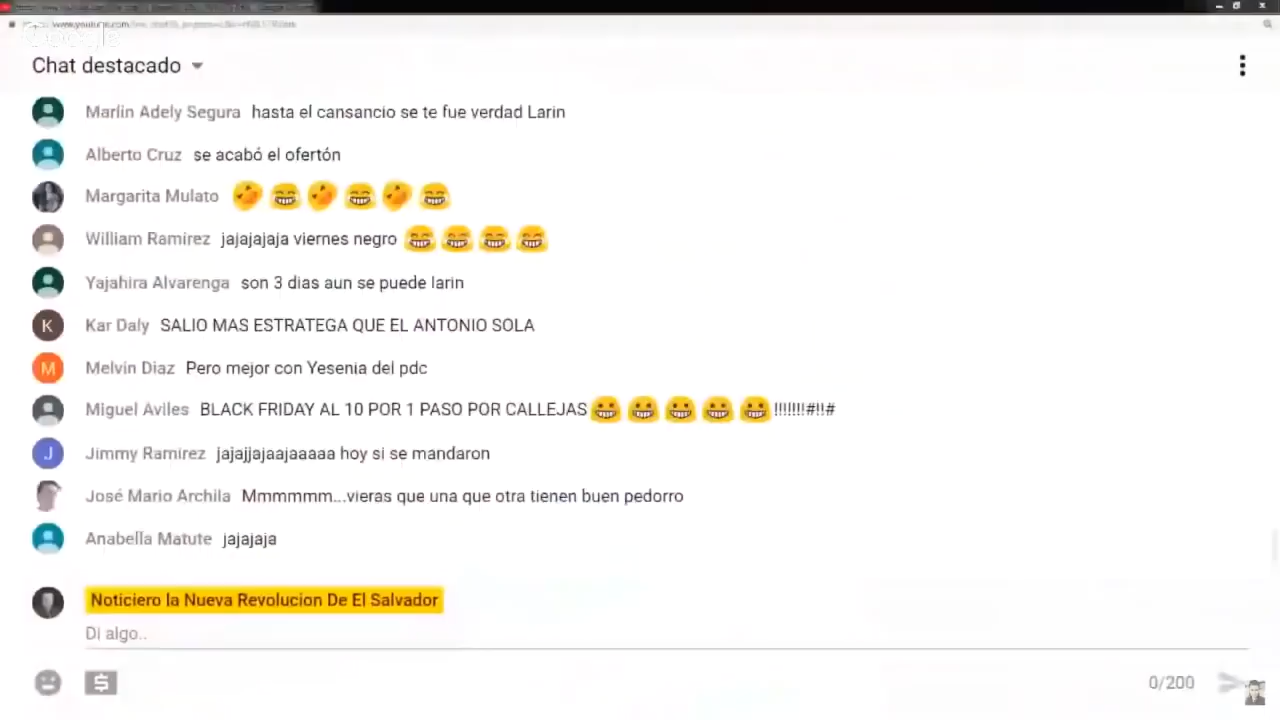 www.youtube.com
Google
Chat destacado
Marlin Adely Segura hasta el cansancio se te fue verdad Larin
Alberto Cruz se acabó el ofertón
Margarita Mulato 🤣😂🤣😂🤣😂
William Ramirez jajajajaja viernes negro 😂😂😂😂
Yajahira Alvarenga son 3 dias aun se puede larin
K Kar Daly SALIO MAS ESTRATEGA QUE EL ANTONIO SOLA
M Melvin Diaz Pero mejor con Yesenia del pdc
Miguel Aviles BLACK FRIDAY AL 10 POR 1 PASO POR CALLEJAS 😀😀😀😀😀 !!!!!!!#!!#
J Jimmy Ramirez jajajjajaajaaaaa hoy si se mandaron
José Mario Archila Mmmmmm...vieras que una que otra tienen buen pedorro
Anabella Matute jajajaja
Noticiero la Nueva Revolucion De El Salvador
Di algo..
$ 0/200